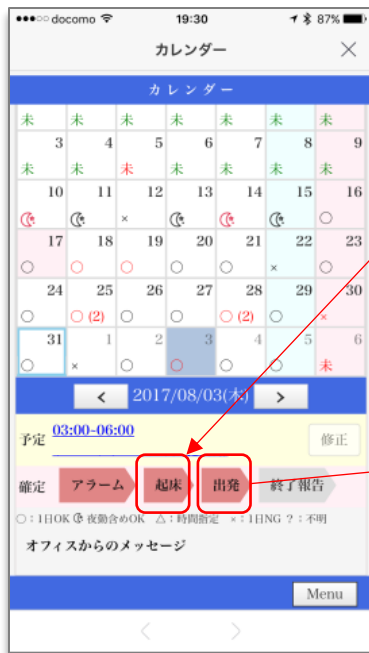 docomo 19:30 87%
カレンダー ×
カレンダー
未 未 未 未 未 未 未
3 4 5 6 7 8 9
未 未 未 未 未 未 未
10 11 12 13 14 15 16
× ○
17 18 19 20 21 22 23
○ ○ ○ ○ ○ × ○
24 25 26 27 28 29 30
○ ○(2) ○ ○ ○(2) ○ ×
31 1 2 3 4 5 6
○ × ○ ○ ○ ○ 未
< 2017/08/03(木) >
予定 03:00-06:00 修正
確定 アラーム 起床 出発 終了報告
○:1日OK 夜勤含めOK △:時間指定 ×:1日NG ?:不明
オフィスからのメッセージ
Menu
< >